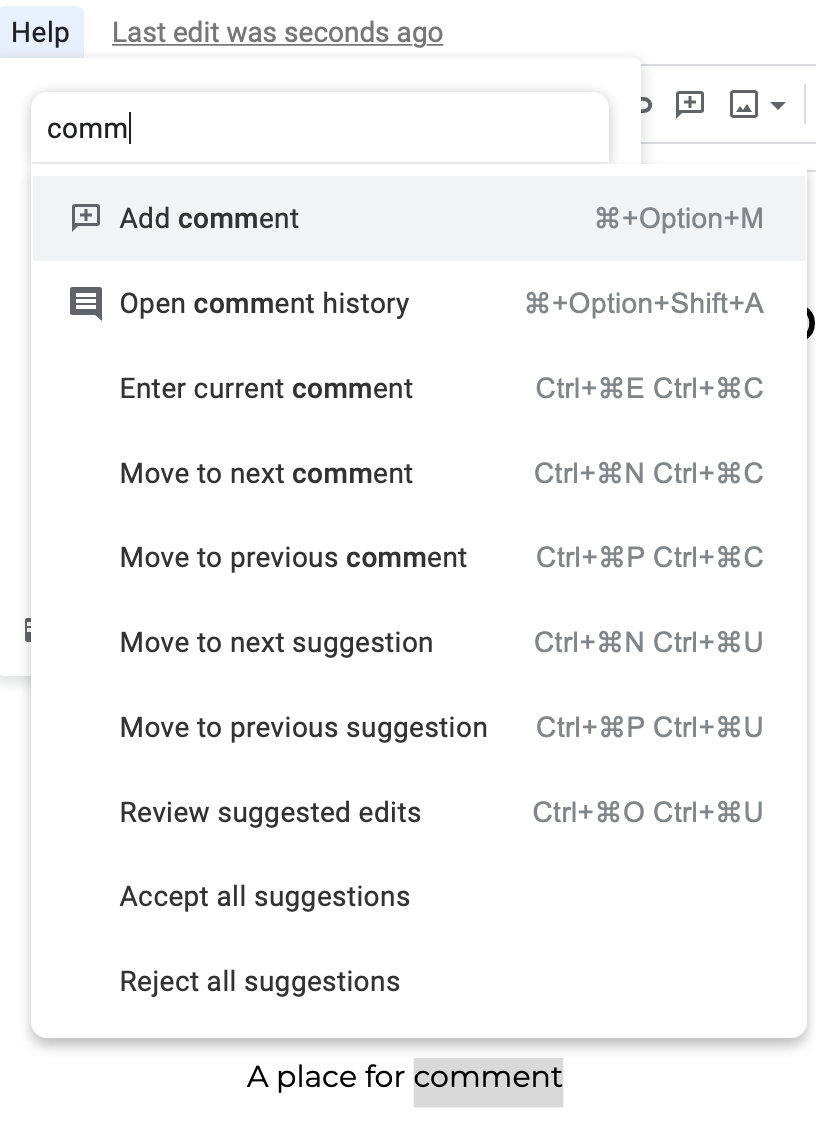 Help Last edit was seconds ago
comm
Add comment ⌘+Option+M
Open comment history ⌘+Option+Shift+A
Enter current comment Ctrl+⌘E Ctrl+⌘C
Move to next comment Ctrl+⌘N Ctrl+⌘C
Move to previous comment Ctrl+⌘P Ctrl+⌘C
Move to next suggestion Ctrl+⌘N Ctrl+⌘U
Move to previous suggestion Ctrl+⌘P Ctrl+⌘U
Review suggested edits Ctrl+⌘O Ctrl+⌘U
Accept all suggestions
Reject all suggestions
A place for comment